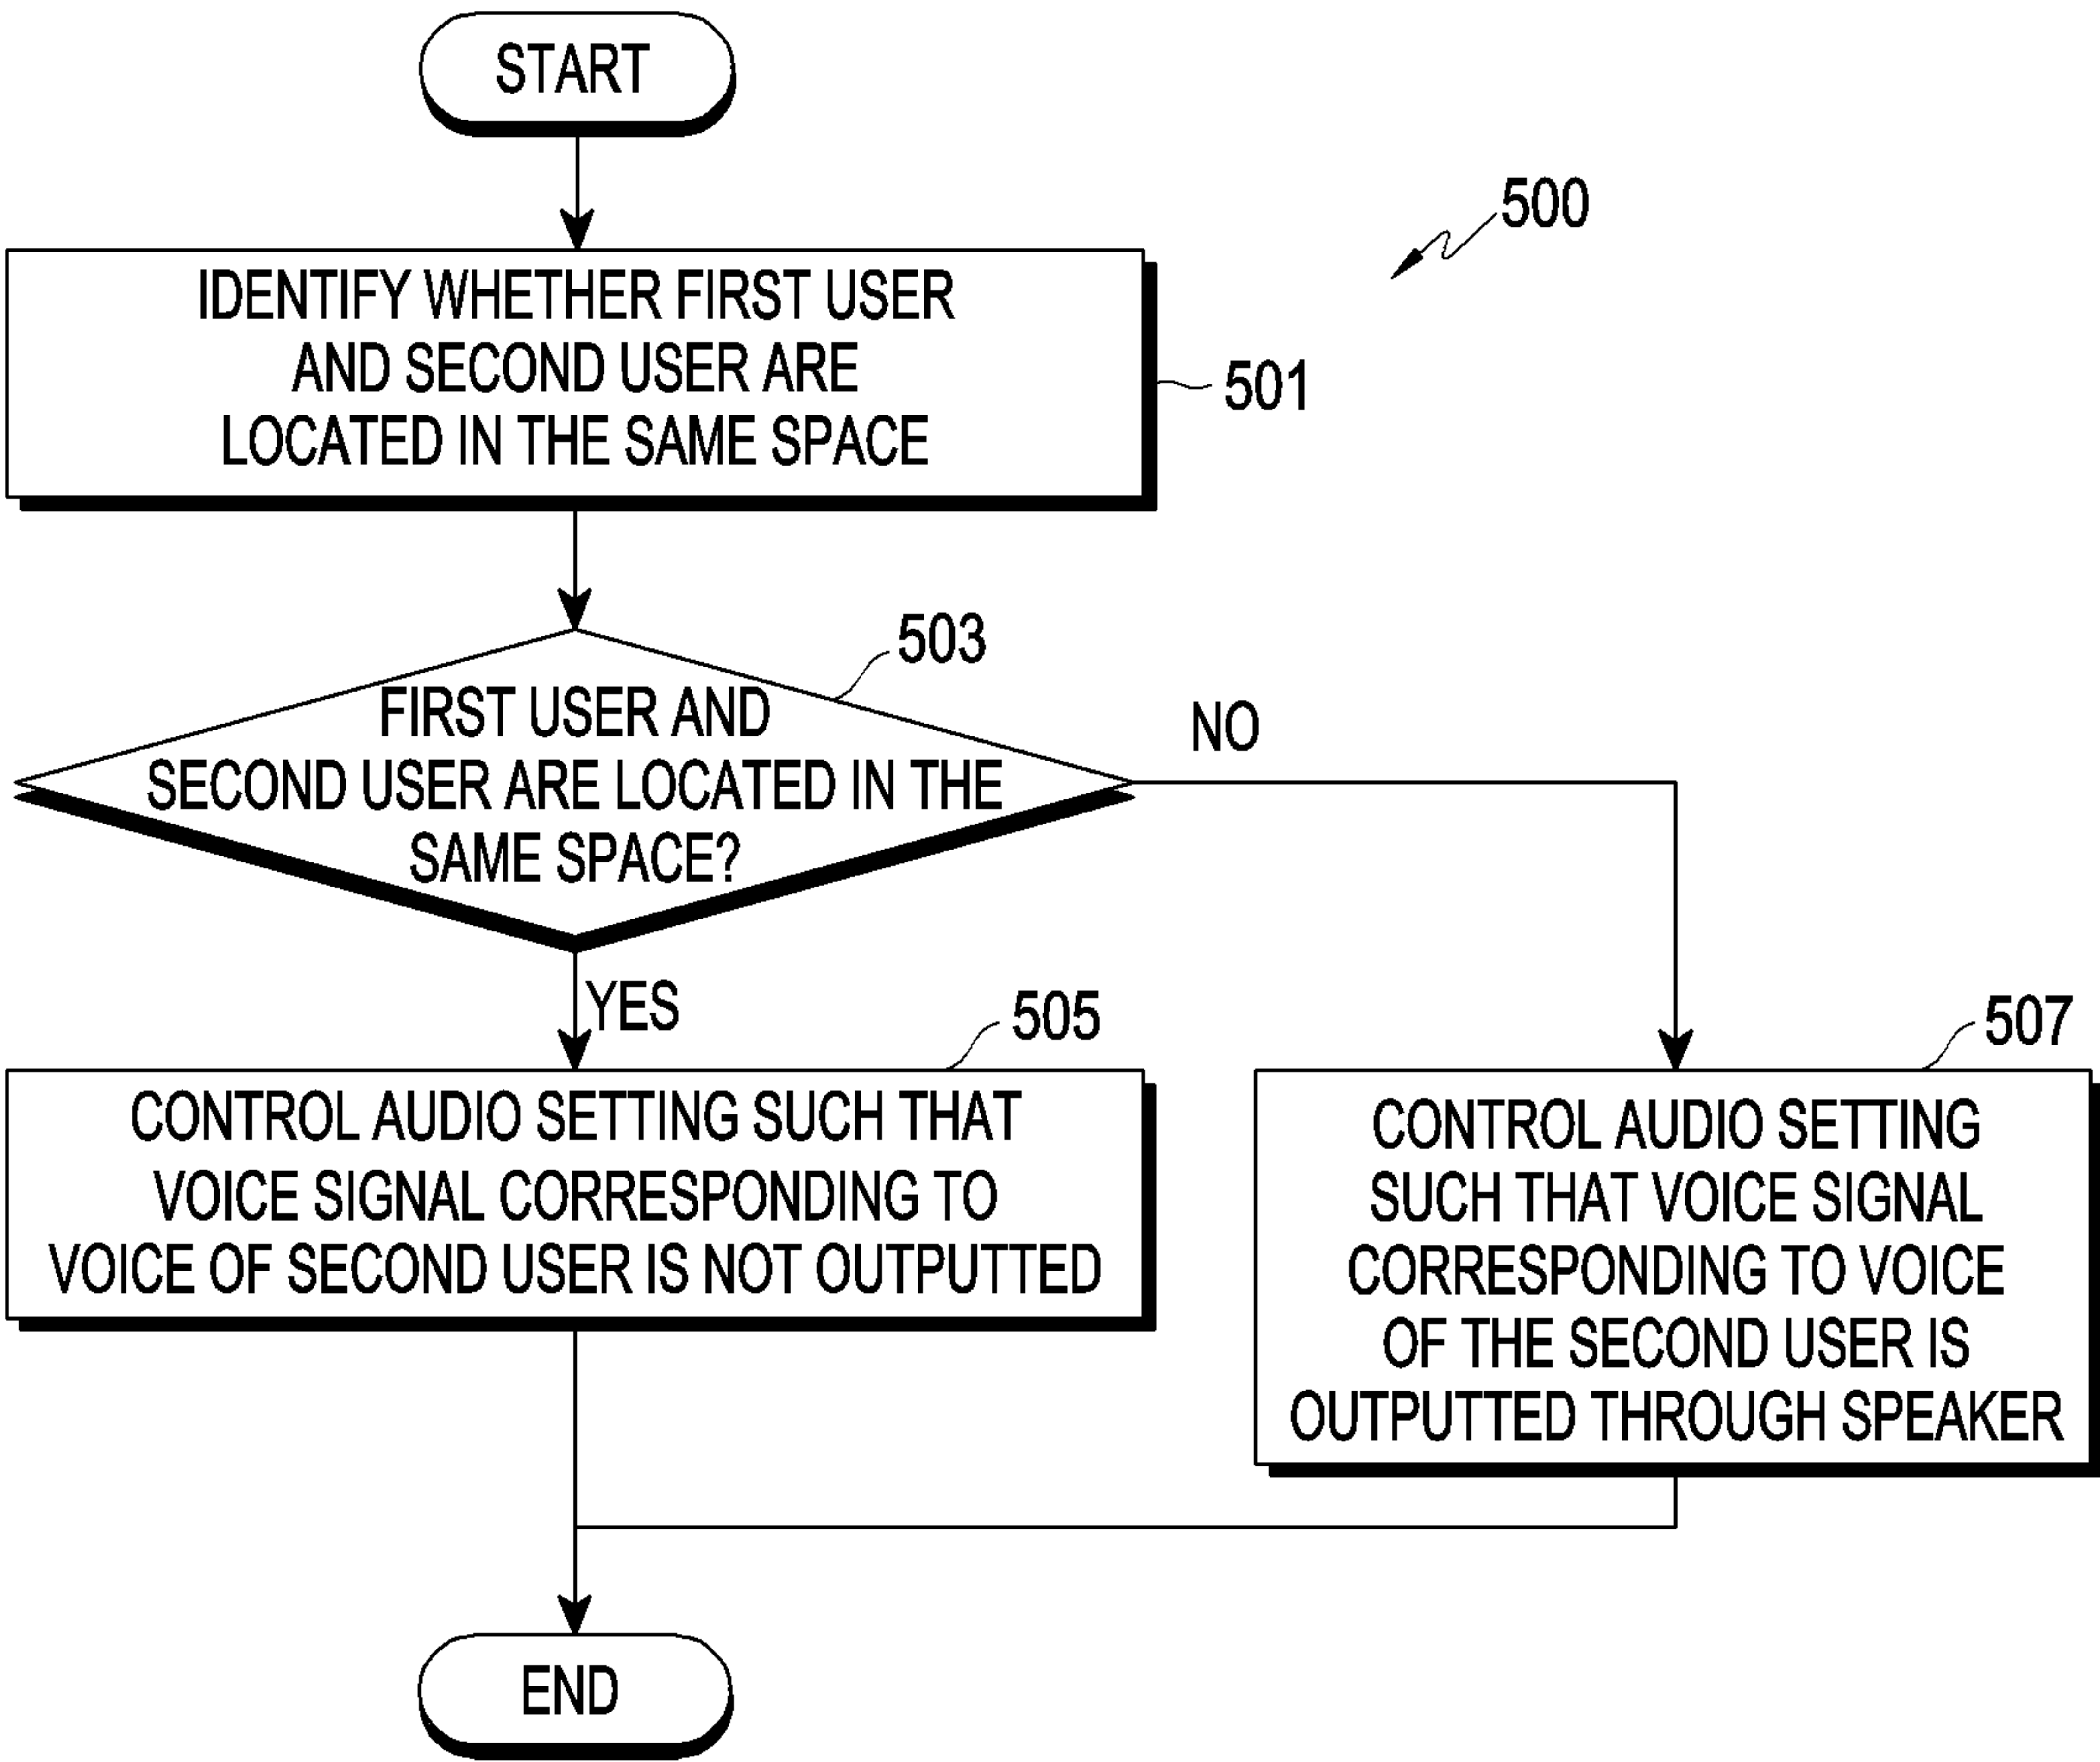 START
500
IDENTIFY WHETHER FIRST USER
AND SECOND USER ARE
LOCATED IN THE SAME SPACE
501
503
FIRST USER AND
SECOND USER ARE LOCATED IN THE
SAME SPACE?
NO
YES
505
CONTROL AUDIO SETTING SUCH THAT
VOICE SIGNAL CORRESPONDING TO
VOICE OF SECOND USER IS NOT OUTPUTTED
507
CONTROL AUDIO SETTING
SUCH THAT VOICE SIGNAL
CORRESPONDING TO VOICE
OF THE SECOND USER IS
OUTPUTTED THROUGH SPEAKER
END